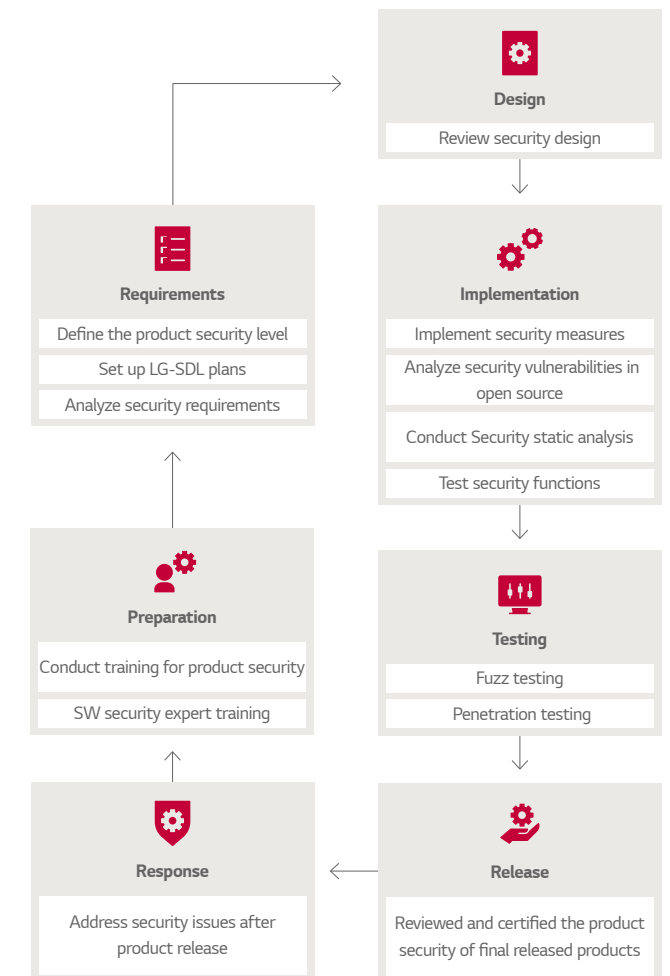 Design
Review security design
Requirements
Define the product security level
Set up LG-SDL plans
Analyze security requirements
Implementation
Implement security measures
Analyze security vulnerabilities in
open source
Conduct Security static analysis
Test security functions
Preparation
Conduct training for product security
SW security expert training
Testing
Fuzz testing
Penetration testing
Response
Address security issues after
product release
Release
Reviewed and certified the product
security of final released products